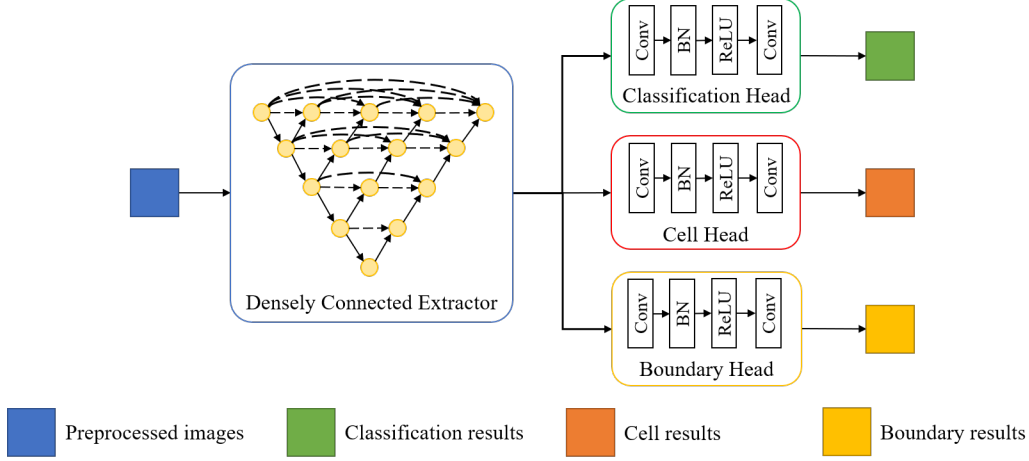 Conv
BN
ReLU
Conv
Classification Head
Conv
BN
ReLU
Conv
Cell Head
Densely Connected Extractor
Conv
BN
ReLU
Conv
Boundary Head
Preprocessed images
Classification results
Cell results
Boundary results